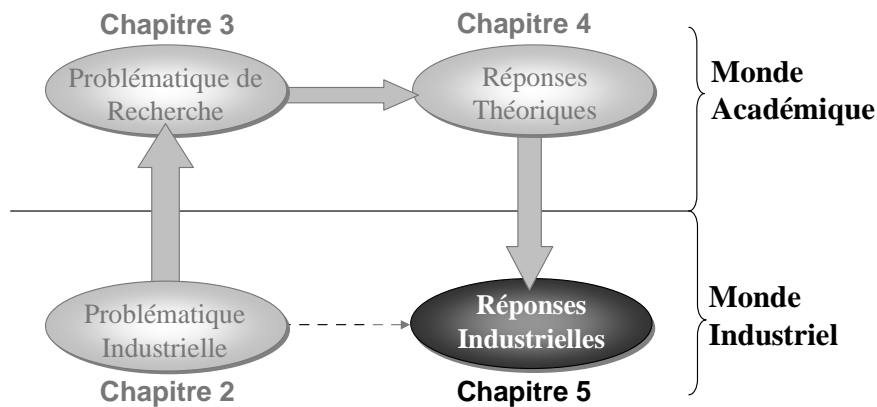 Chapitre 3
Chapitre 4
Problématique de
Recherche
Réponses
Théoriques
Monde
Académique
Problématique
Industrielle
Réponses
Industrielles
Monde
Industriel
Chapitre 2
Chapitre 5